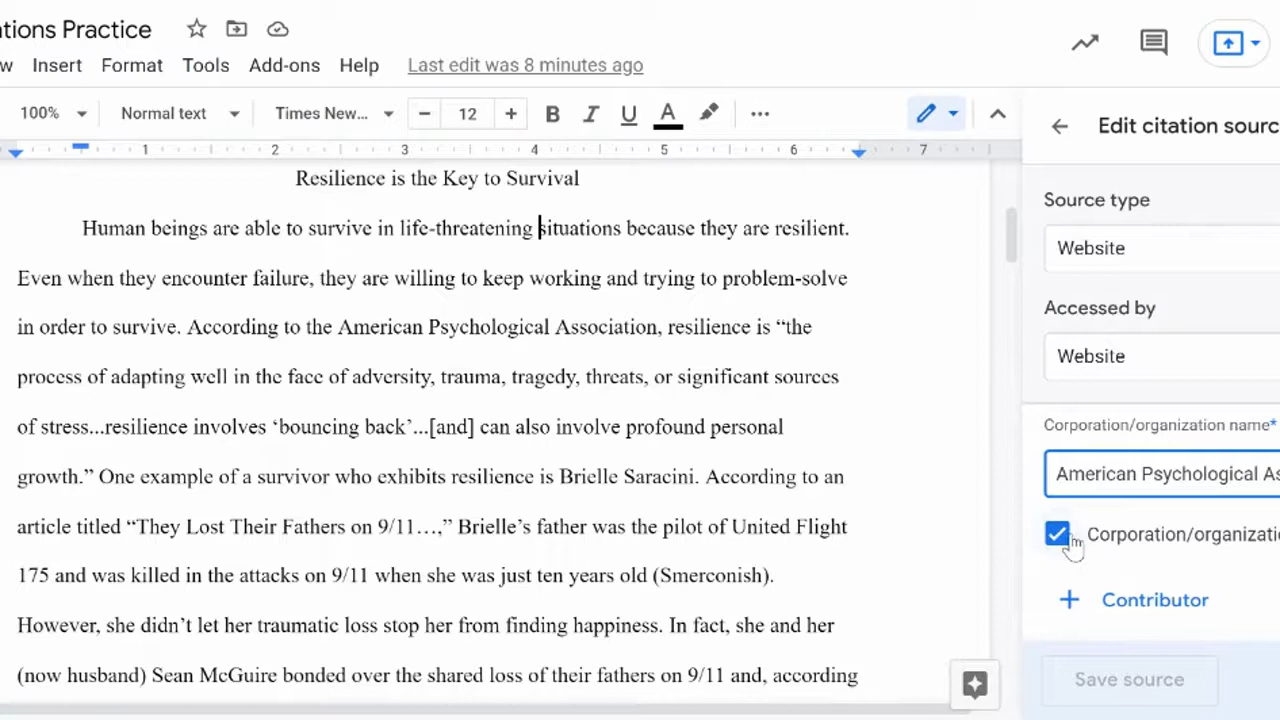 ations Practice
w Insert Format Tools Add-ons Help Last edit was 8 minutes ago
100% Normal text Times New... − 12 + B I U A ...
1 2 3 4 5 6 7
Resilience is the Key to Survival
Human beings are able to survive in life-threatening situations because they are resilient.
Even when they encounter failure, they are willing to keep working and trying to problem-solve
in order to survive. According to the American Psychological Association, resilience is “the
process of adapting well in the face of adversity, trauma, tragedy, threats, or significant sources
of stress...resilience involves ‘bouncing back’...[and] can also involve profound personal
growth.” One example of a survivor who exhibits resilience is Brielle Saracini. According to an
article titled “They Lost Their Fathers on 9/11…,” Brielle’s father was the pilot of United Flight
175 and was killed in the attacks on 9/11 when she was just ten years old (Smerconish).
However, she didn’t let her traumatic loss stop her from finding happiness. In fact, she and her
(now husband) Sean McGuire bonded over the shared loss of their fathers on 9/11 and, according
Edit citation sourc
Source type
Website
Accessed by
Website
Corporation/organization name*
American Psychological As
Corporation/organizatio
+ Contributor
Save source